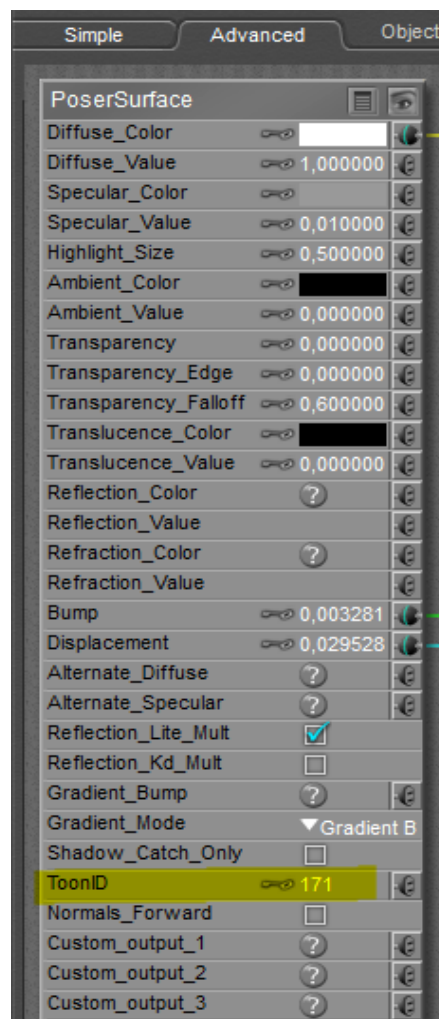 Simple Advanced Object
PoserSurface
Diffuse_Color
Diffuse_Value 1,000000
Specular_Color
Specular_Value 0,010000
Highlight_Size 0,500000
Ambient_Color
Ambient_Value 0,000000
Transparency 0,000000
Transparency_Edge 0,000000
Transparency_Falloff 0,600000
Translucence_Color
Translucence_Value 0,000000
Reflection_Color ?
Reflection_Value
Refraction_Color ?
Refraction_Value
Bump 0,003281
Displacement 0,029528
Alternate_Diffuse ?
Alternate_Specular ?
Reflection_Lite_Mult
Reflection_Kd_Mult
Gradient_Bump ?
Gradient_Mode Gradient B
Shadow_Catch_Only
ToonID 171
Normals_Forward
Custom_output_1 ?
Custom_output_2 ?
Custom_output_3 ?